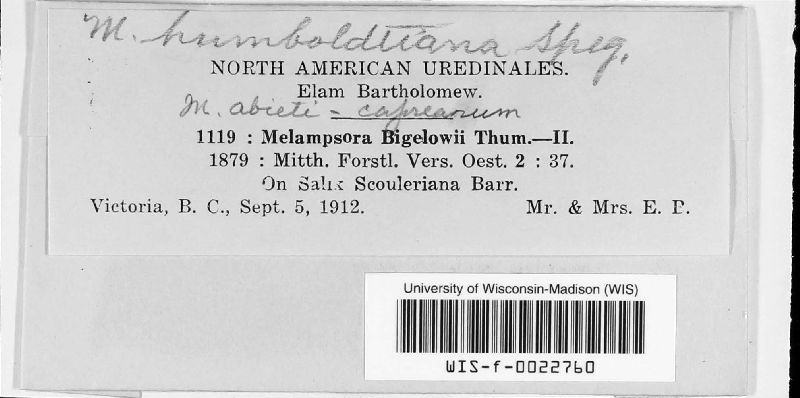 M. humboldtiana Speg.
NORTH AMERICAN UREDINALES.
Elam Bartholomew.
M. abieti-caprearum
1119 : Melampsora Bigelowii Thum.—II.
1879 : Mitth. Forstl. Vers. Oest. 2 : 37.
On Salix Scouleriana Barr.
Victoria, B. C., Sept. 5, 1912. Mr. & Mrs. E. B.
University of Wisconsin-Madison (WIS)
WIS-f-0022760